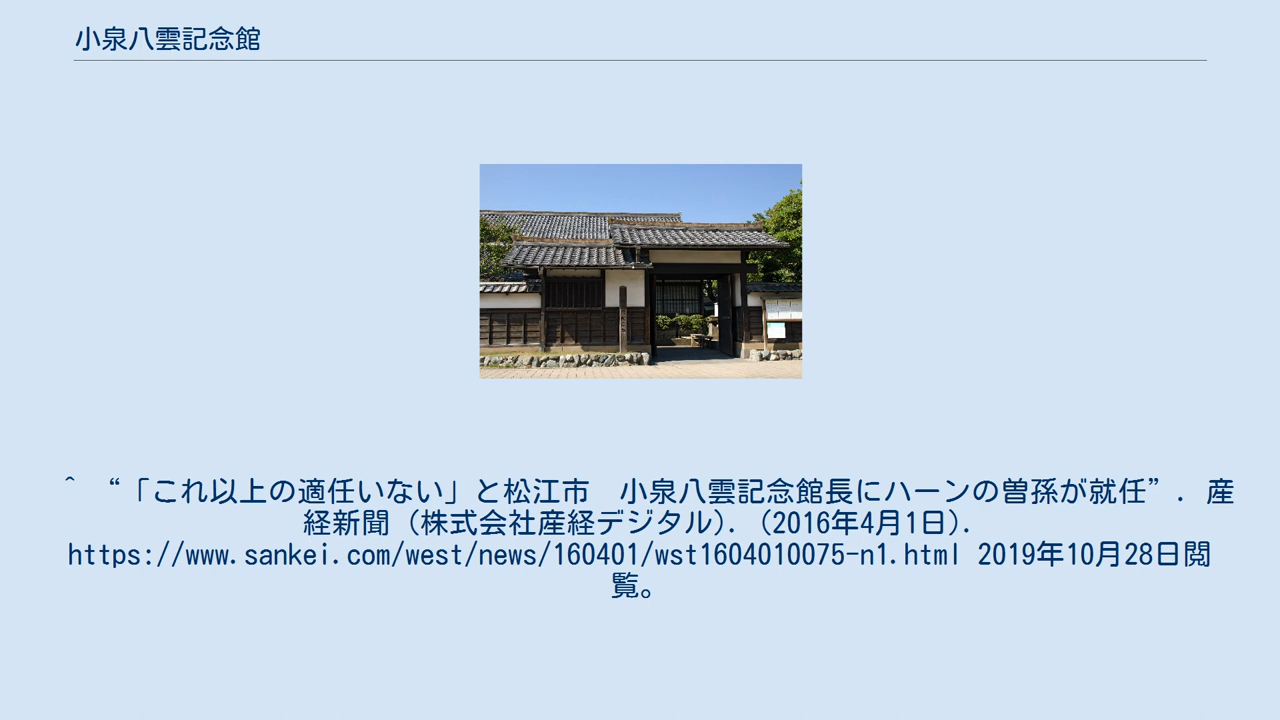 小泉八雲記念館
^ “「これ以上の適任いない」と松江市　小泉八雲記念館長にハーンの曽孫が就任”. 産
経新聞 (株式会社産経デジタル). (2016年4月1日).
https://www.sankei.com/west/news/160401/wst1604010075-n1.html 2019年10月28日閲
覧。